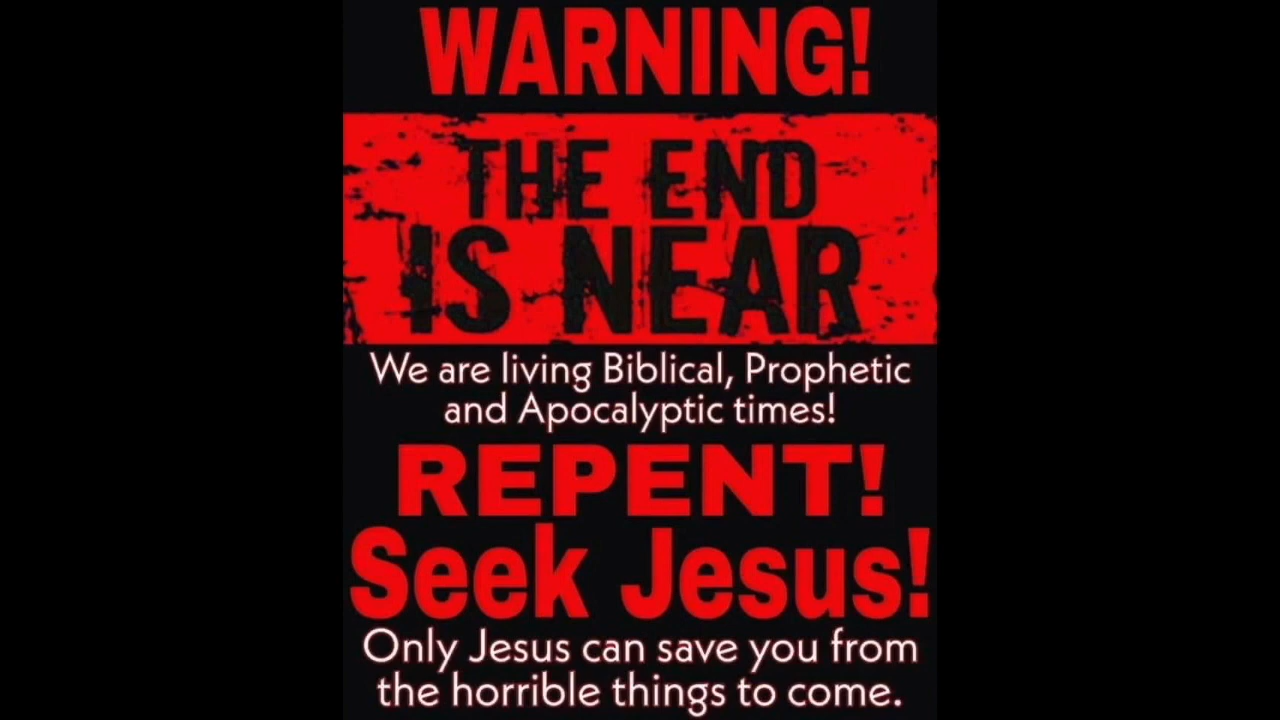 WARNING!
THE END
IS NEAR
We are living Biblical, Prophetic
and Apocalyptic times!
REPENT!
Seek Jesus!
Only Jesus can save you from
the horrible things to come.